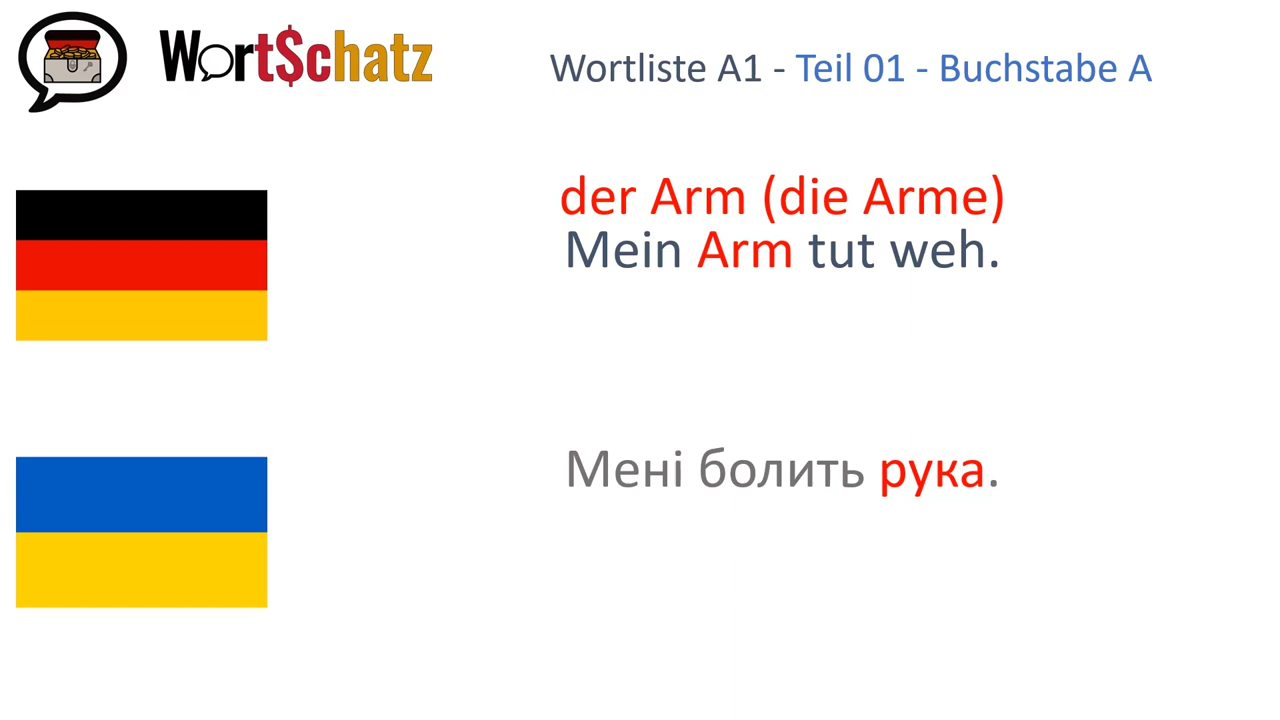 WortSchatz
Wortliste A1 - Teil 01 - Buchstabe A
der Arm (die Arme)
Mein Arm tut weh.
Мені болить рука.